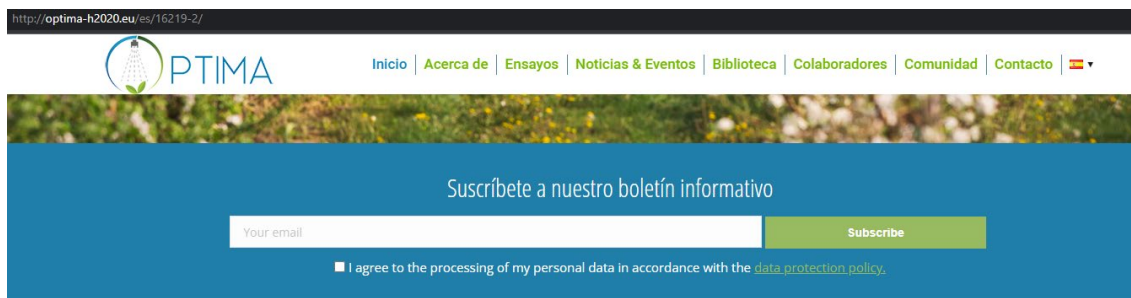 http://optima-h2020.eu/es/16219-2/
OPTIMA
Inicio | Acerca de | Ensayos | Noticias & Eventos | Biblioteca | Colaboradores | Comunidad | Contacto |
Suscríbete a nuestro boletín informativo
Your email
Subscribe
I agree to the processing of my personal data in accordance with the data protection policy.